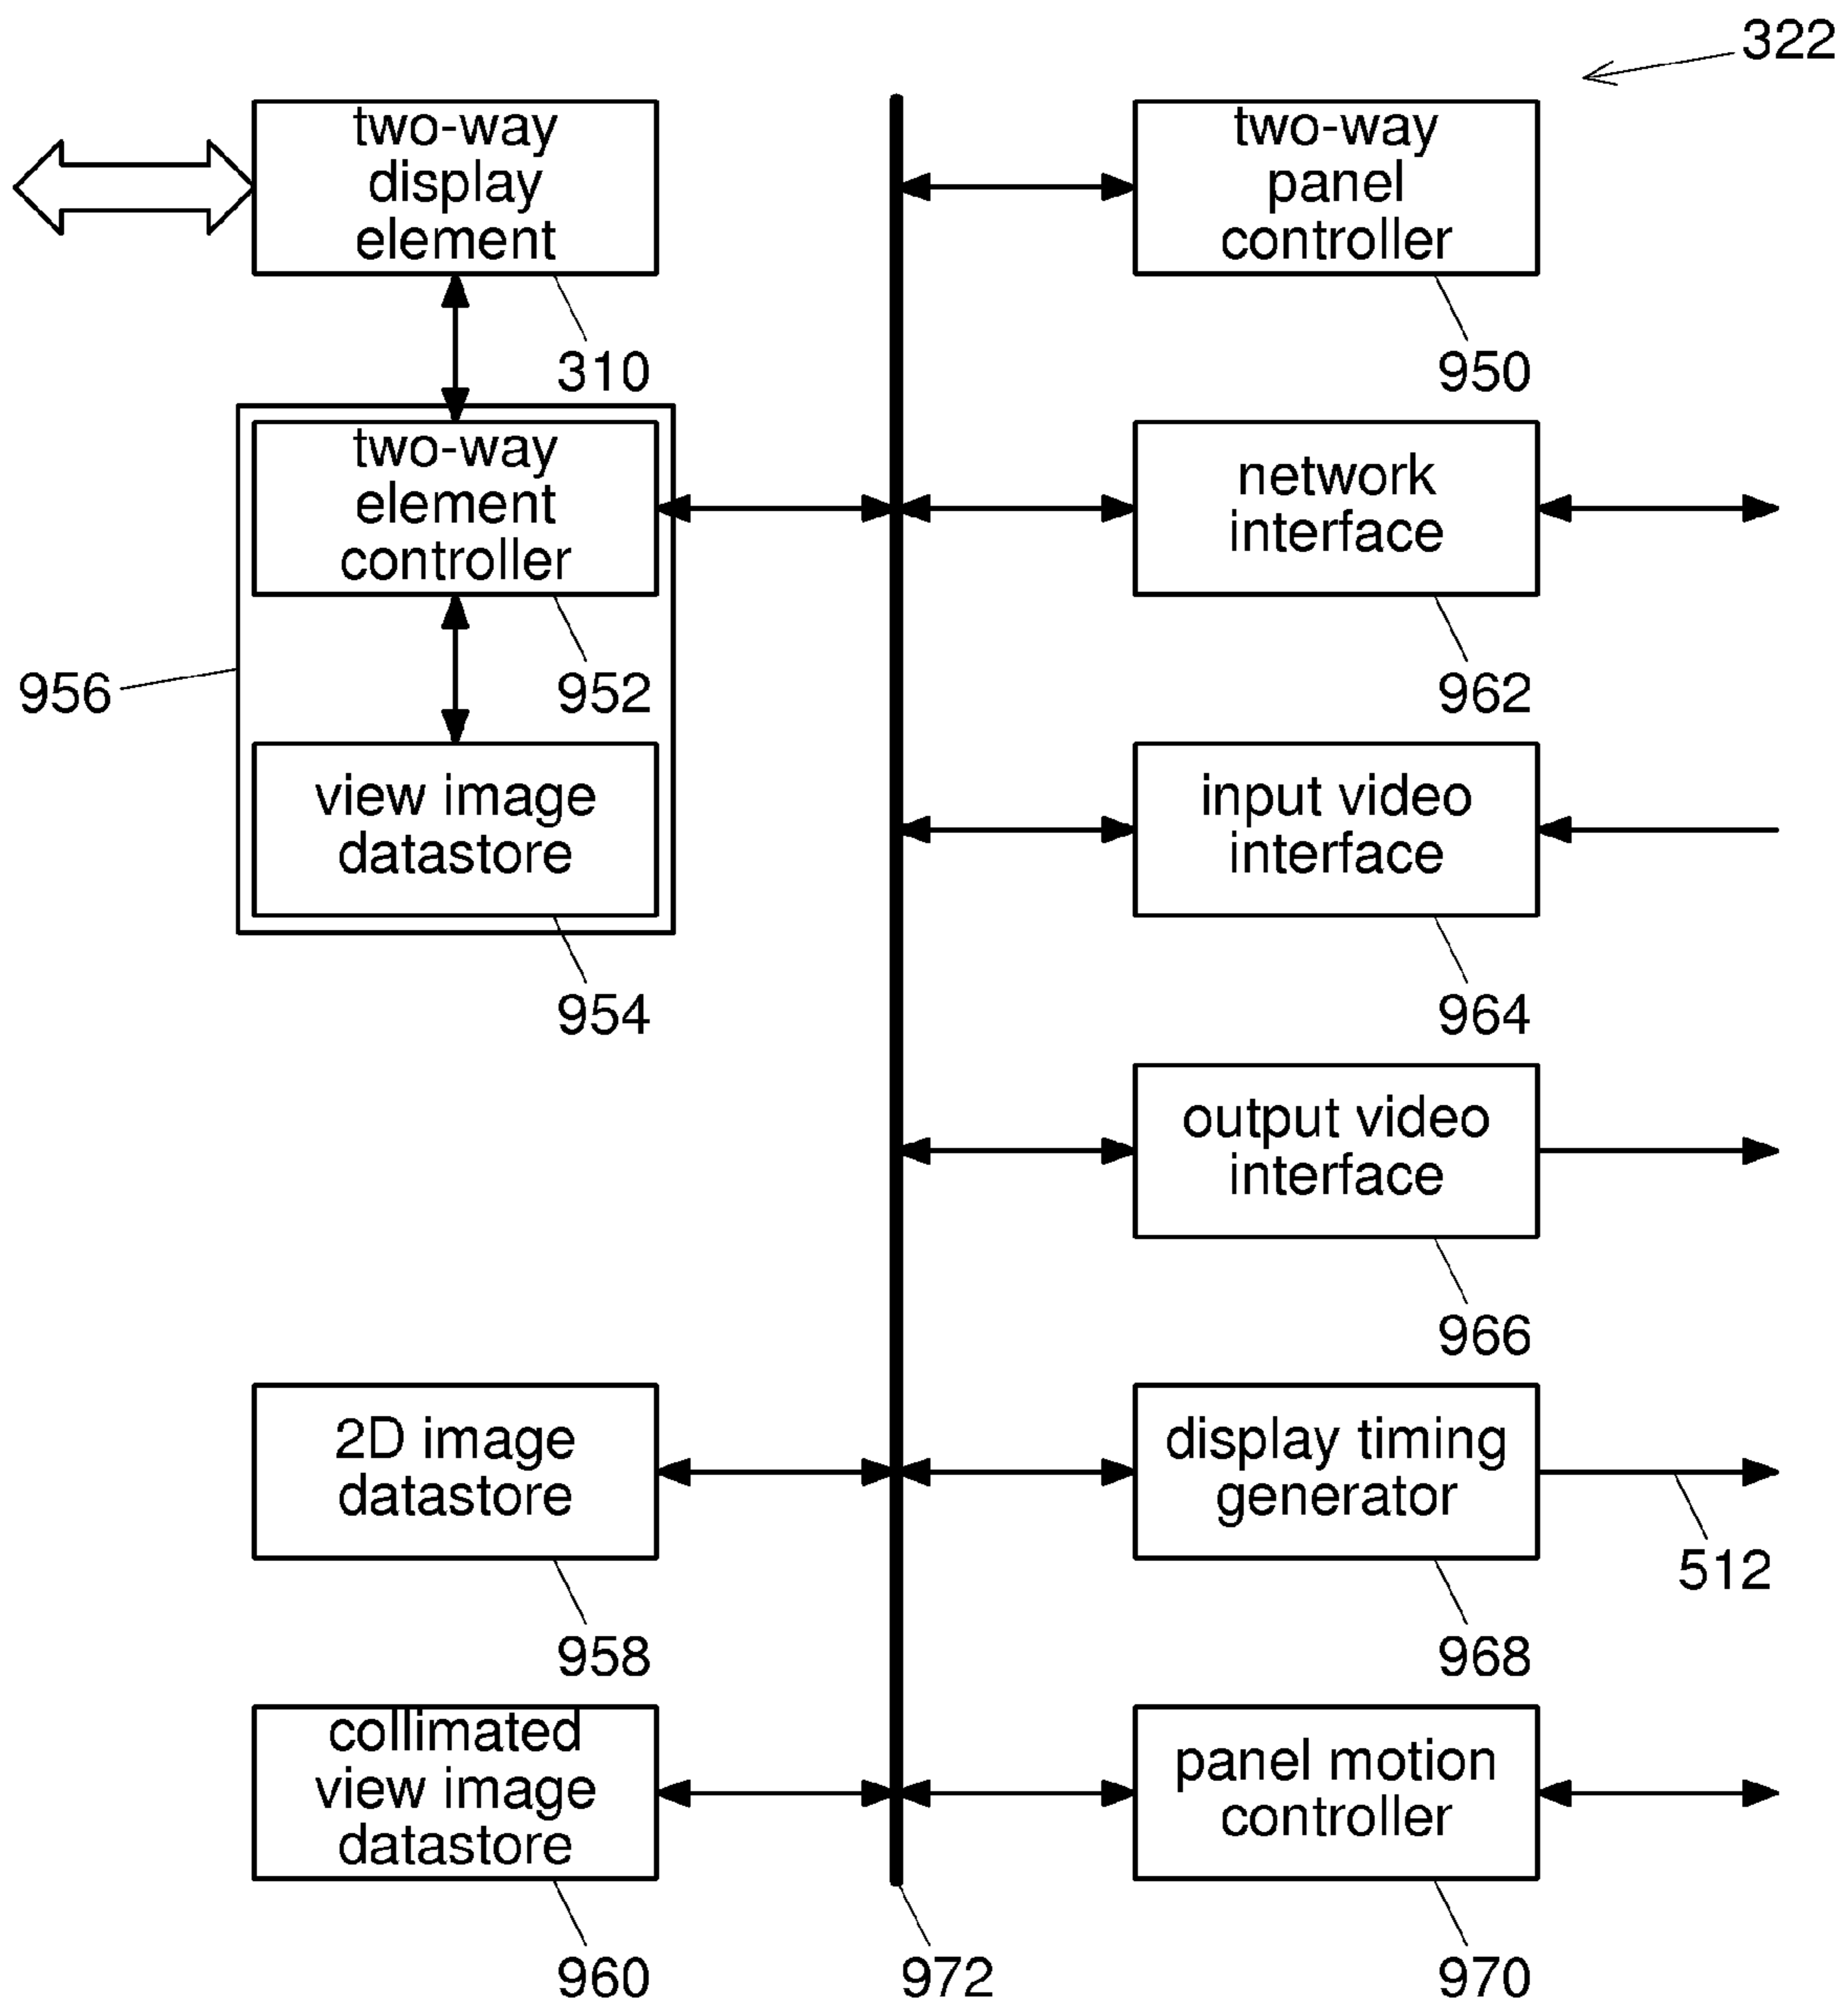 322
two-way
display
element
310
two-way
panel
controller
950
two-way
element
controller
952
network
interface
962
956
view image
datastore
954
input video
interface
964
output video
interface
966
2D image
datastore
958
display timing
generator
968
512
collimated
view image
datastore
960
972
panel motion
controller
970